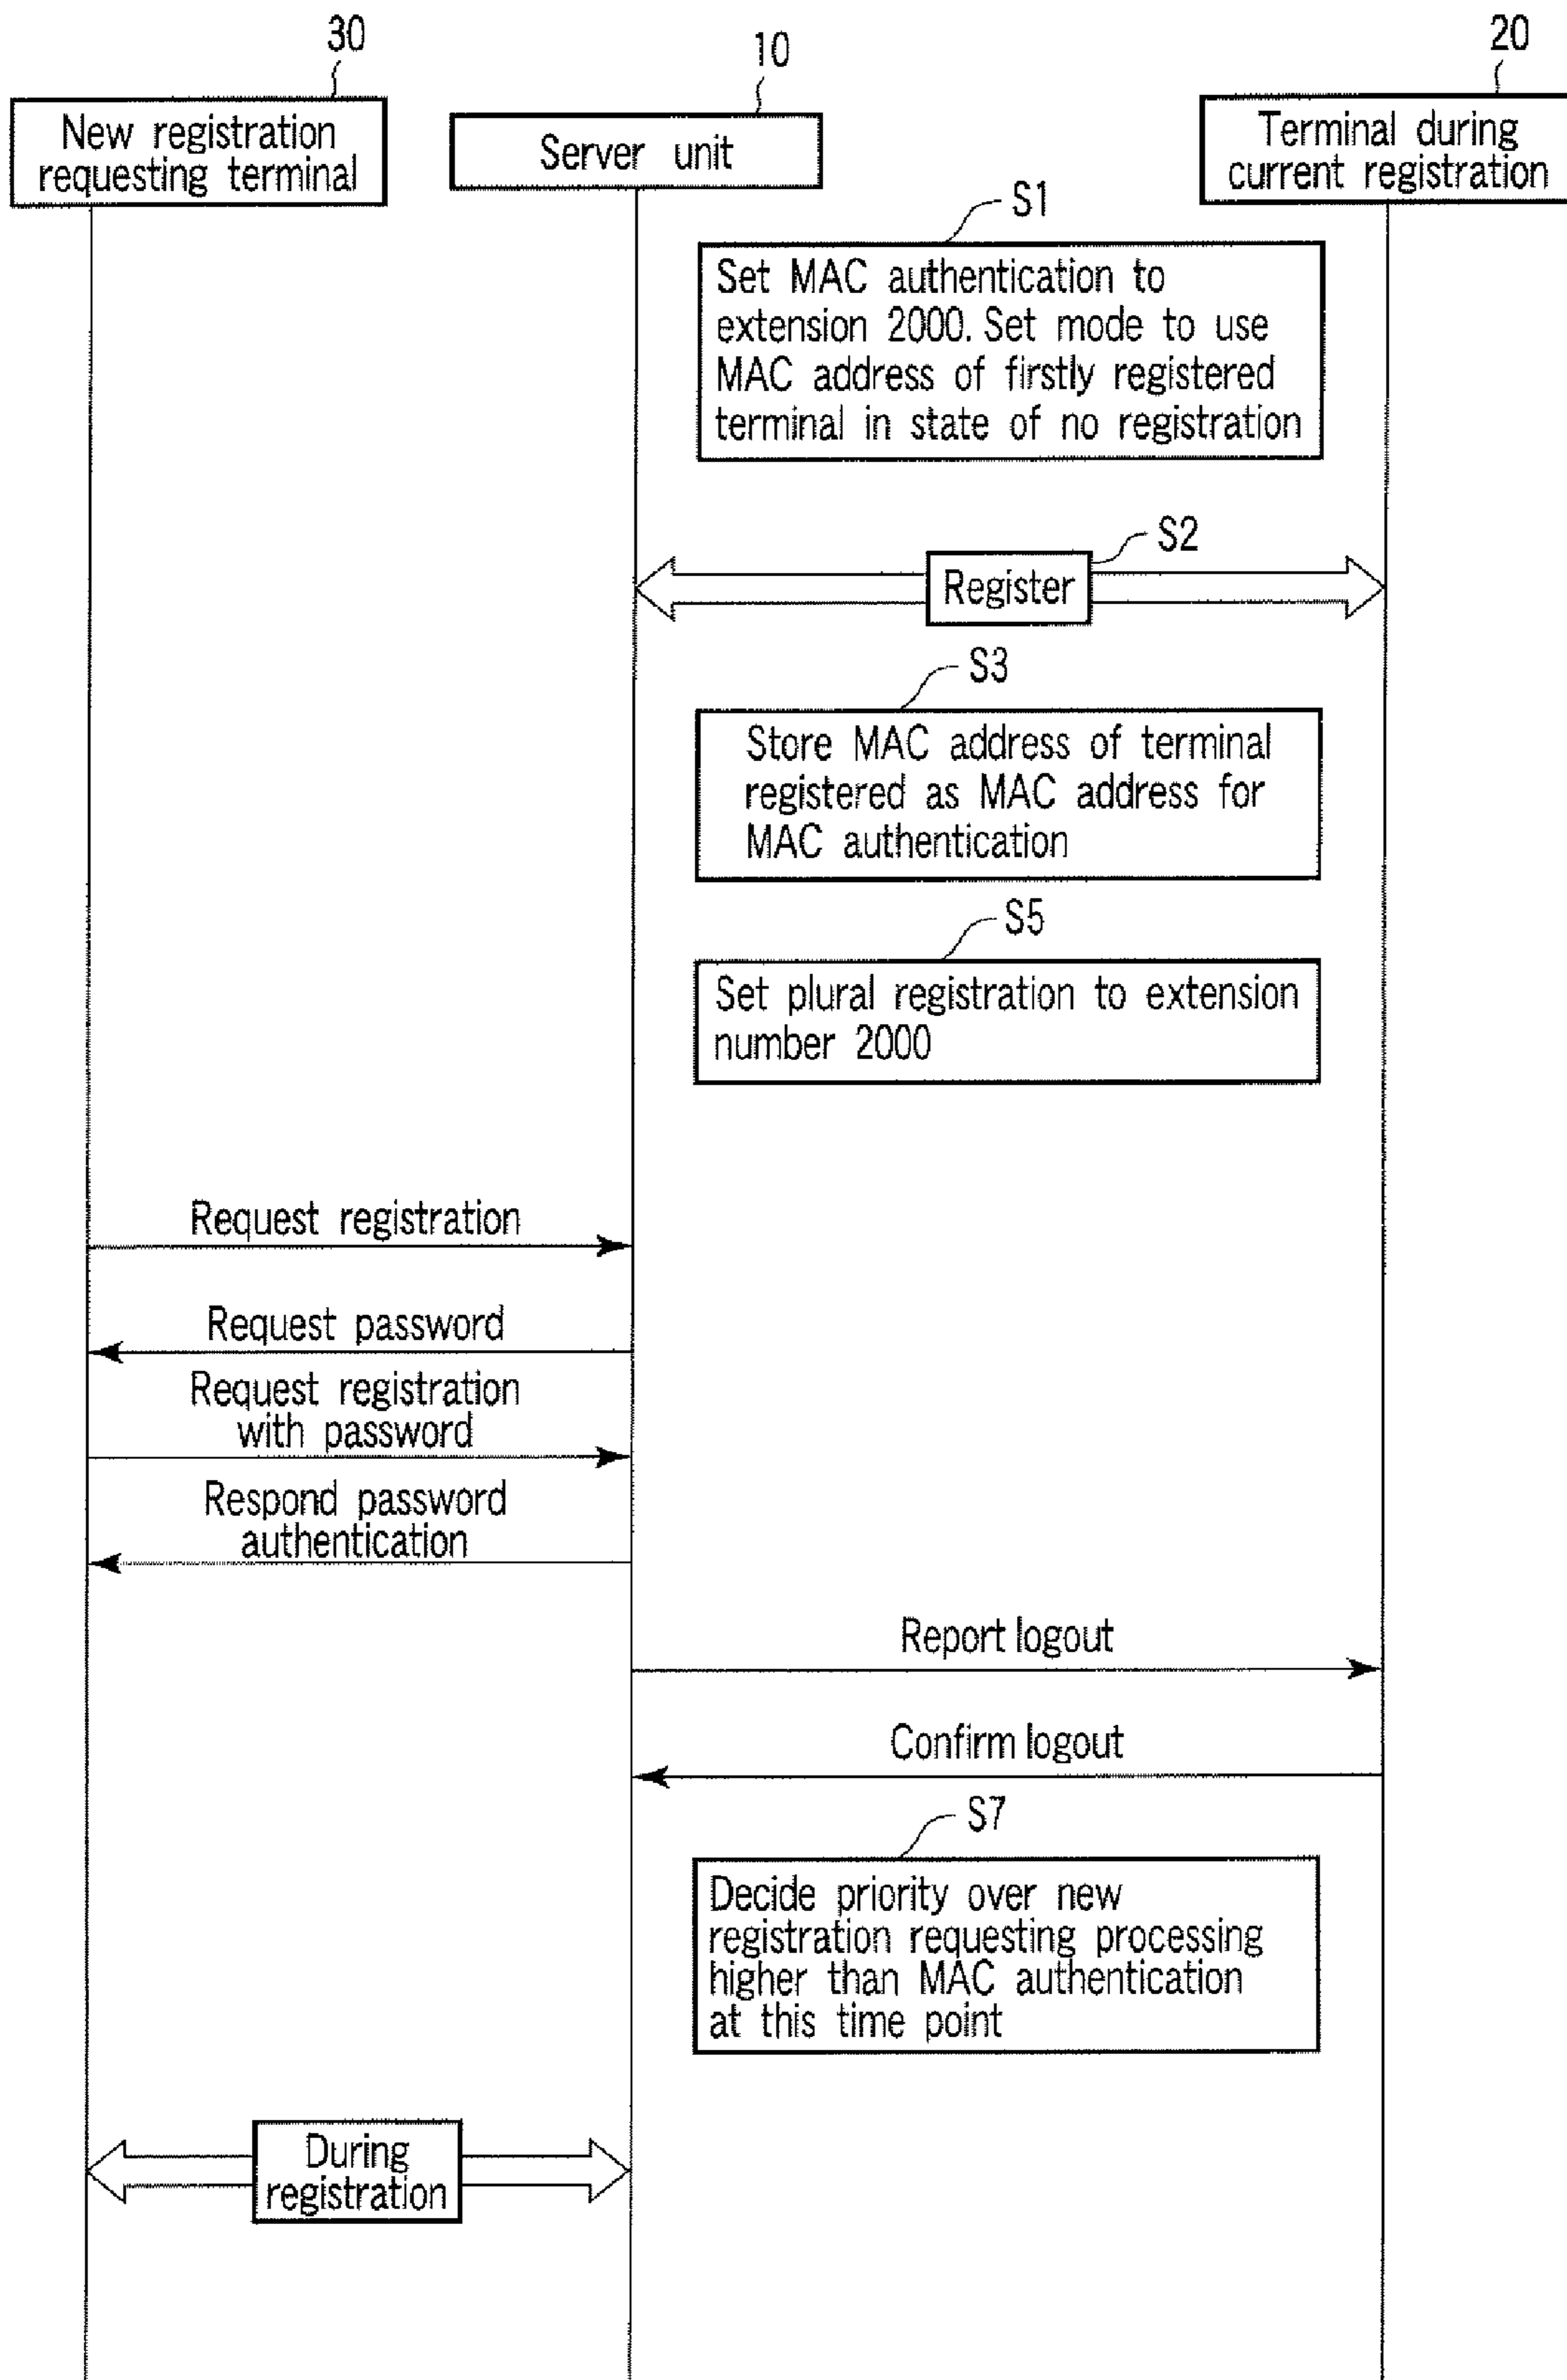 30
10
20
New registration
requesting terminal
Server unit
Terminal during
current registration
S1
Set MAC authentication to
extension 2000. Set mode to use
MAC address of firstly registered
terminal in state of no registration
S2
Register
S3
Store MAC address of terminal
registered as MAC address for
MAC authentication
S5
Set plural registration to extension
number 2000
Request registration
Request password
Request registration
with password
Respond password
authentication
Report logout
Confirm logout
S7
Decide priority over new
registration requesting processing
higher than MAC authentication
at this time point
During
registration